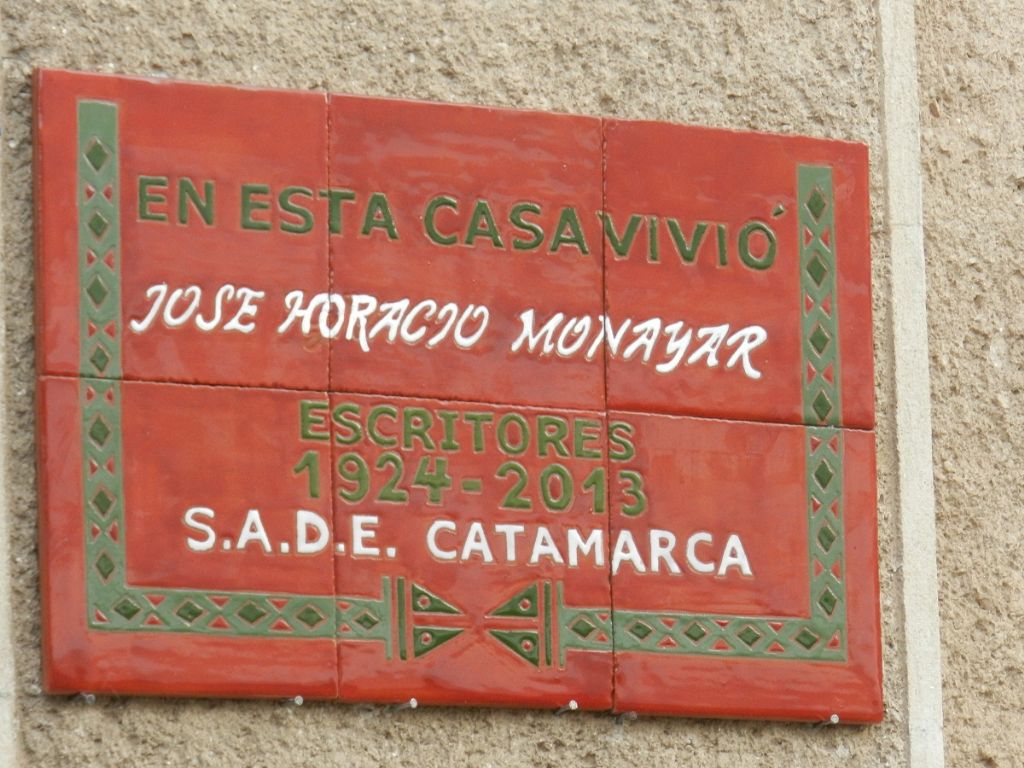 EN ESTA CASA VIVIÓ
JOSE HORACIO MONAYAR
ESCRITORES
1924-2013
S.A.D.E. CATAMARCA